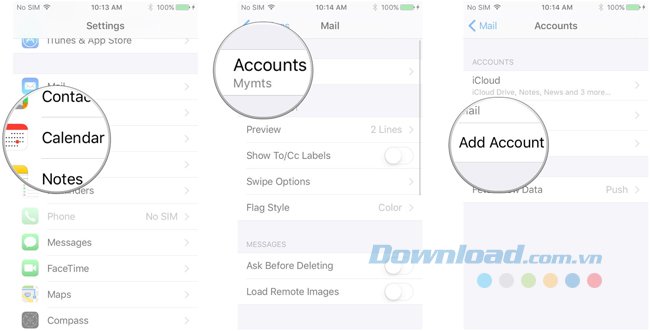 No SIM 10:13 AM 100%
Settings
iTunes & App Store
Mail
Contac
Calendar
Notes
Reminders
Phone No SIM
Messages
FaceTime
Maps
Compass
No SIM 10:14 AM 100%
Mail
Accounts
Mymts
Preview 2 Lines
Show To/Cc Labels
Swipe Options
Flag Style Color
MESSAGES
Ask Before Deleting
Load Remote Images
No SIM 10:14 AM 100%
Mail Accounts
ACCOUNTS
iCloud
iCloud Drive, Notes, News and 3 more...
mail
Add Account
Fetch New Data Push
Download.com.vn